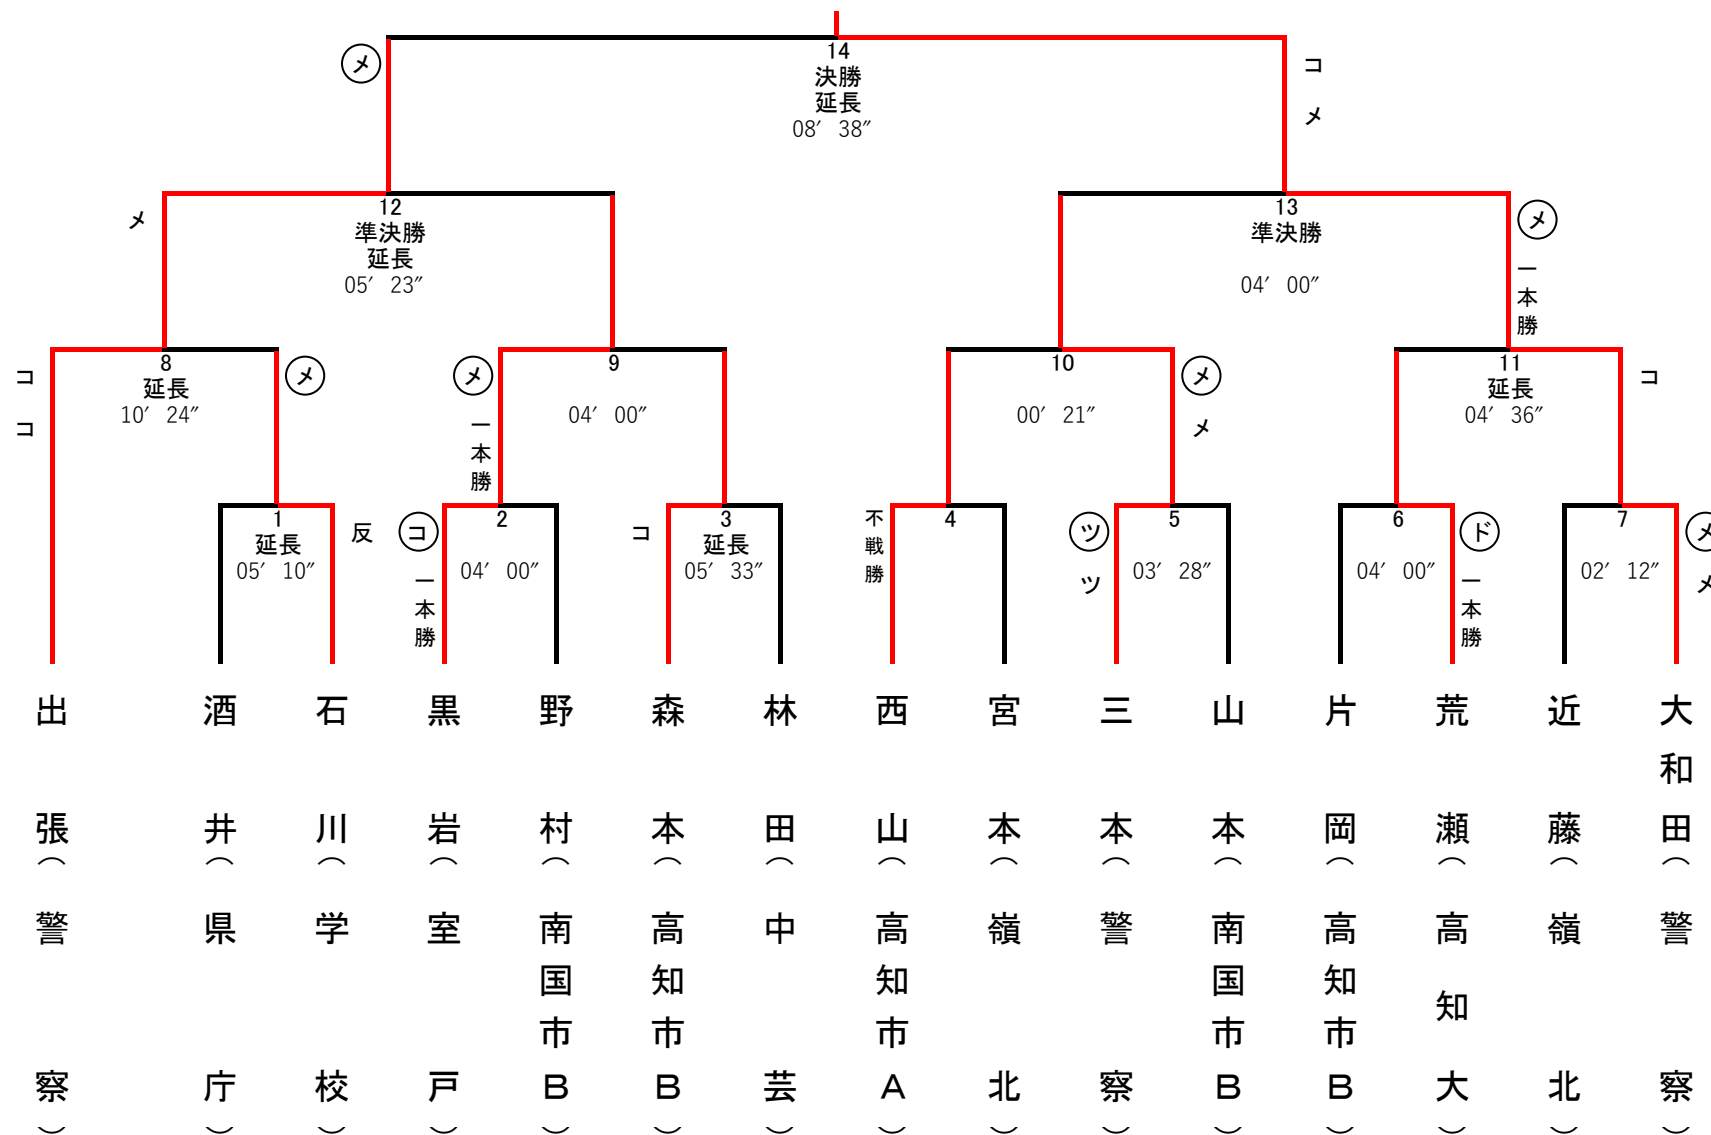 メ
14
決勝
延長
08′ 38″
コ
メ
メ
12
準決勝
延長
05′ 23″
13
準決勝
04′ 00″
メ
一本勝
コ
コ
8
延長
10′ 24″
メ
メ
一本勝
9
04′ 00″
10
00′ 21″
メ
メ
11
延長
04′ 36″
コ
1
延長
05′ 10″
反
コ
一本勝
2
04′ 00″
コ
3
延長
05′ 33″
不戦勝
4
ツ
ツ
5
03′ 28″
6
04′ 00″
ド
一本勝
7
02′ 12″
メ
メ
出張（警察）
酒井（県庁）
石川（学校）
黒岩（室戸）
野村（南国市B）
森本（高知市B）
林田（中芸）
西山（高知市A）
宮本（嶺北）
三本（警察）
山本（南国市B）
片岡（高知市B）
荒瀬（高知大）
近藤（嶺北）
大和田（警察）